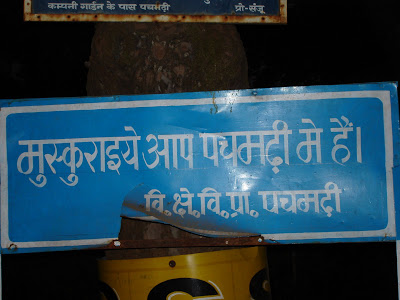 कम्पनी गार्डन के पास पचमढ़ी प्रो-संजू
मुस्कुराइये आप पचमढ़ी मे हैं।
वि.क्षे.वि.प्रा. पचमढ़ी